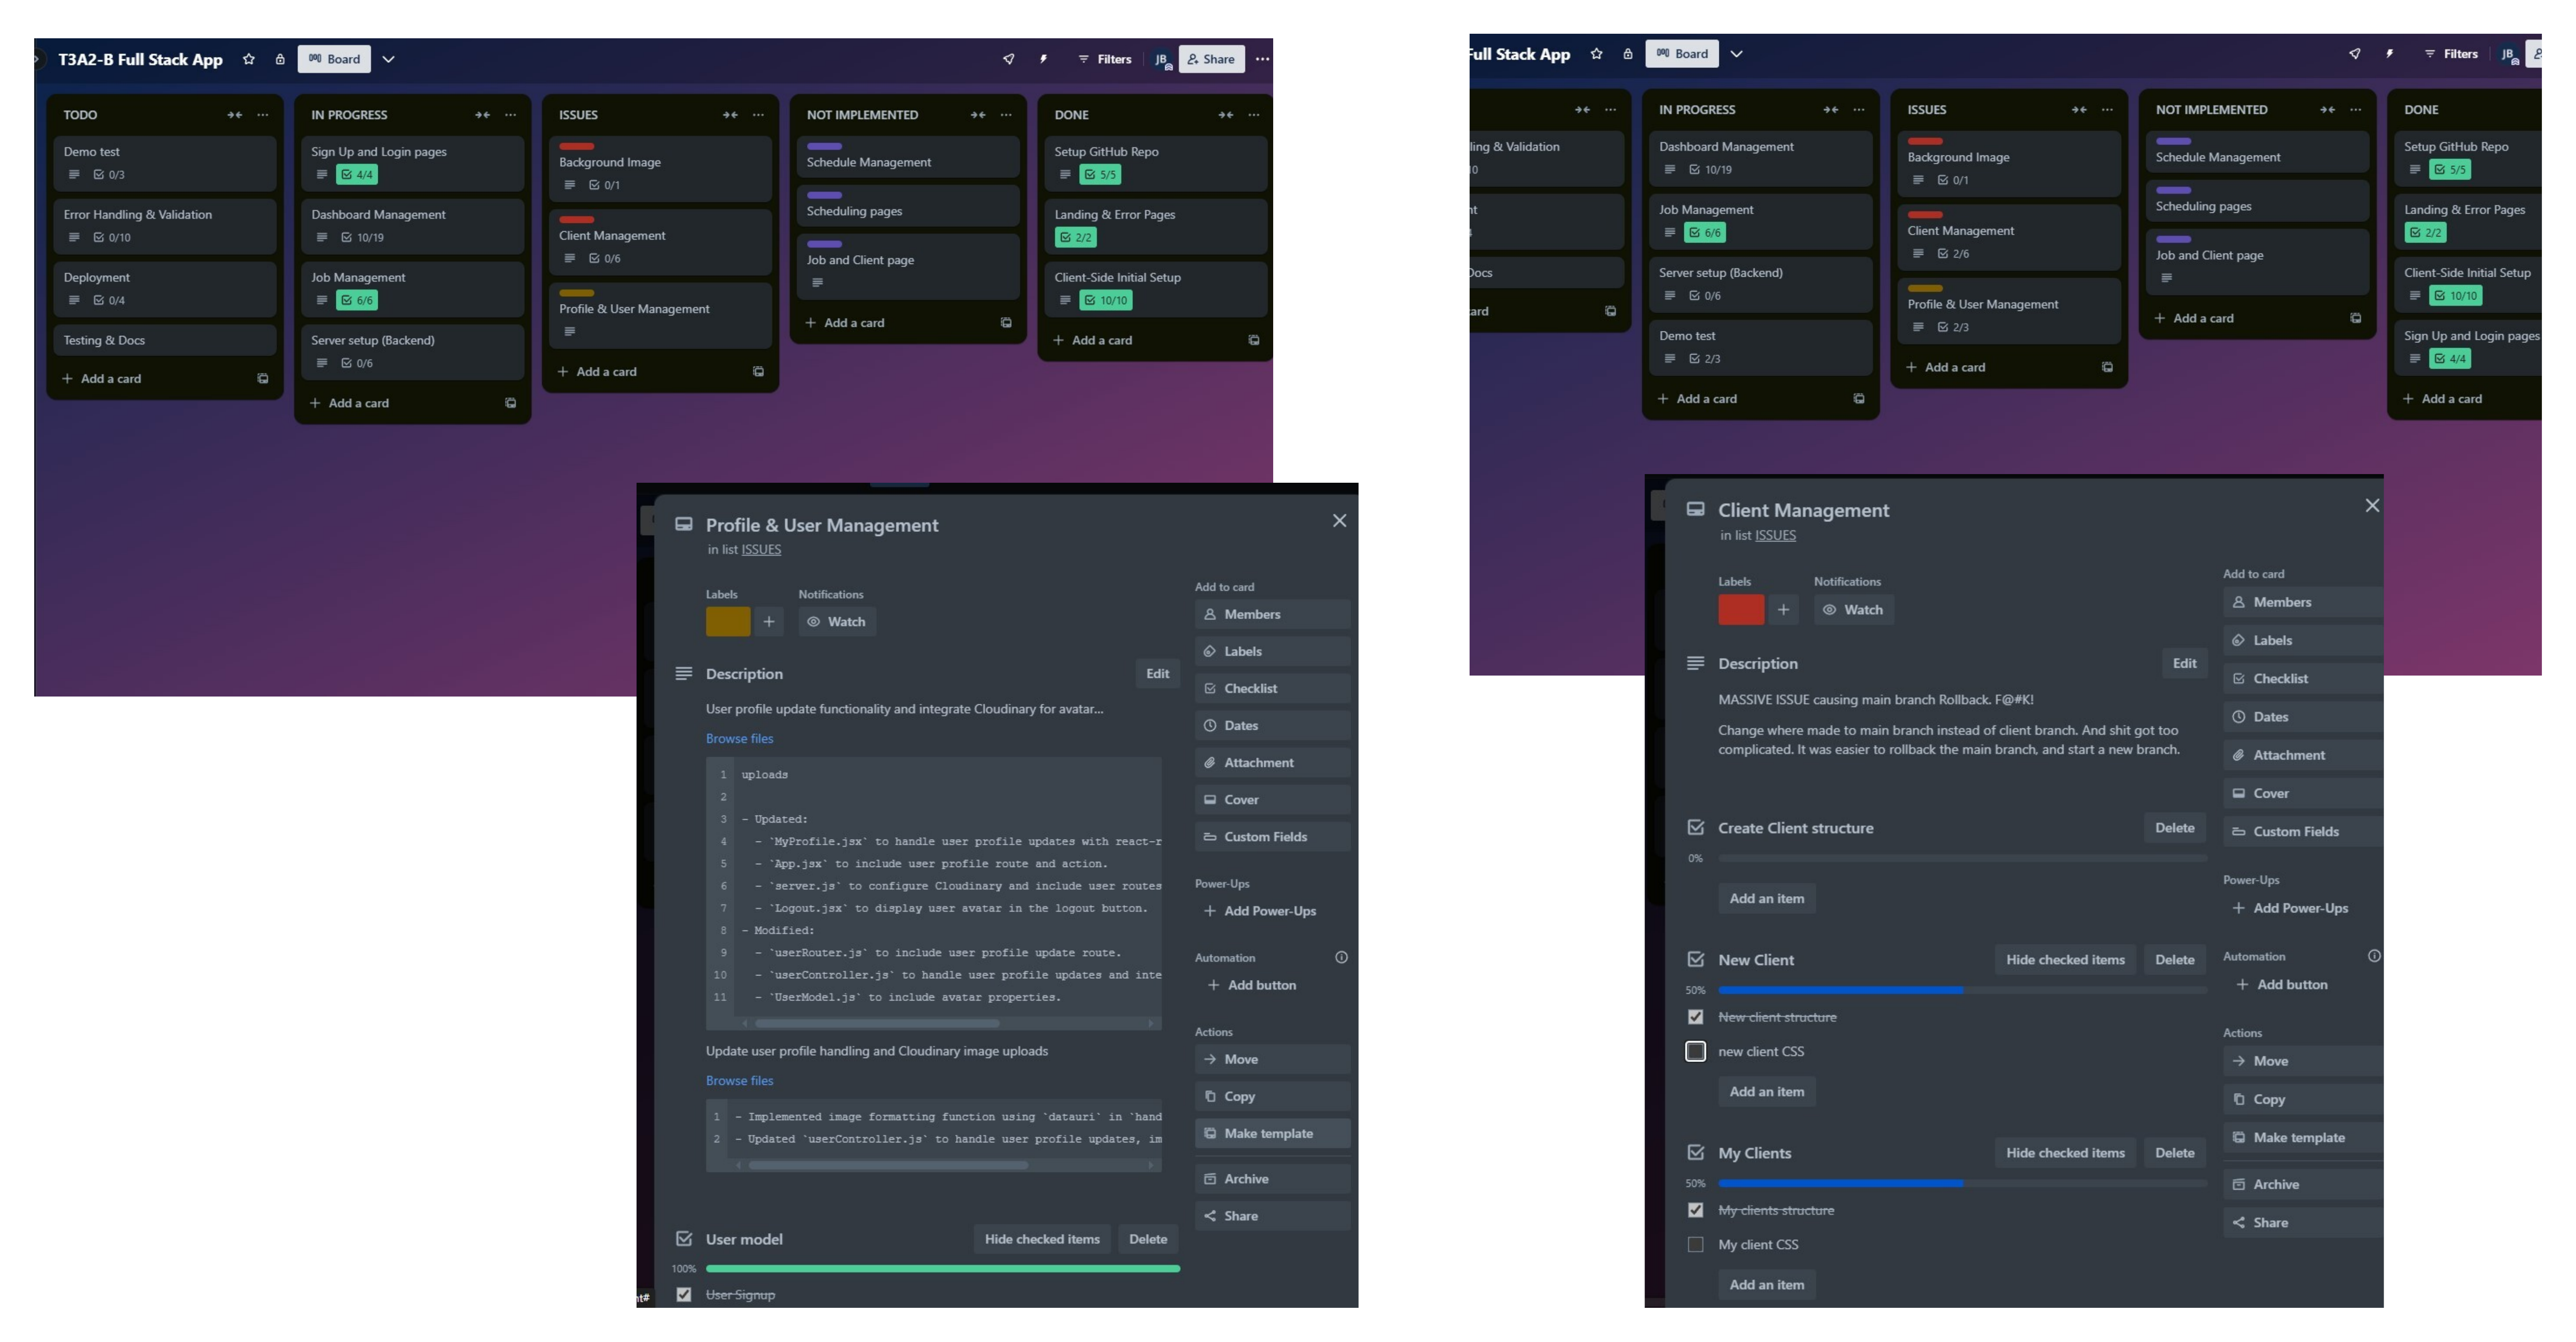 T3A2-B Full Stack App
Board
Filters
JB
Share
TODO
Demo test
0/3
Error Handling & Validation
0/10
Deployment
0/4
Testing & Docs
Add a card
IN PROGRESS
Sign Up and Login pages
4/4
Dashboard Management
10/19
Job Management
6/6
Server setup (Backend)
0/6
Add a card
ISSUES
Background Image
0/1
Client Management
0/6
Profile & User Management
Add a card
NOT IMPLEMENTED
Schedule Management
Scheduling pages
Job and Client page
Add a card
DONE
Setup GitHub Repo
5/5
Landing & Error Pages
2/2
Client-Side Initial Setup
10/10
Add a card
Profile & User Management
in list ISSUES
Labels
Notifications
Watch
Description
Edit
User profile update functionality and integrate Cloudinary for avatar...
Browse files
1 uploads
2
3 - Updated:
4 - `MyProfile.jsx` to handle user profile updates with react-r
5 - `App.jsx` to include user profile route and action.
6 - `server.js` to configure Cloudinary and include user routes
7 - `Logout.jsx` to display user avatar in the logout button.
8 - Modified:
9 - `userRouter.js` to include user profile update route.
10 - `userController.js` to handle user profile updates and inte
11 - `UserModel.js` to include avatar properties.
Update user profile handling and Cloudinary image uploads
Browse files
1 - Implemented image formatting function using `datauri` in `hand
2 - Updated `userController.js` to handle user profile updates, im
User model
Hide checked items
Delete
100%
User Signup
nt#
Add to card
Members
Labels
Checklist
Dates
Attachment
Cover
Custom Fields
Power-Ups
Add Power-Ups
Automation
Add button
Actions
Move
Copy
Make template
Archive
Share
Full Stack App
Board
Filters
JB
ling & Validation
10
nt
Docs
ard
IN PROGRESS
Dashboard Management
10/19
Job Management
6/6
Server setup (Backend)
0/6
Demo test
2/3
Add a card
ISSUES
Background Image
0/1
Client Management
2/6
Profile & User Management
2/3
Add a card
NOT IMPLEMENTED
Schedule Management
Scheduling pages
Job and Client page
Add a card
DONE
Setup GitHub Repo
5/5
Landing & Error Pages
2/2
Client-Side Initial Setup
10/10
Sign Up and Login pages
4/4
Add a card
Client Management
in list ISSUES
Labels
Notifications
Watch
Description
Edit
MASSIVE ISSUE causing main branch Rollback. F@#K!
Change where made to main branch instead of client branch. And shit got too
complicated. It was easier to rollback the main branch, and start a new branch.
Create Client structure
Delete
0%
Add an item
New Client
Hide checked items
Delete
50%
New client structure
new client CSS
Add an item
My Clients
Hide checked items
Delete
50%
My clients structure
My client CSS
Add an item
Add to card
Members
Labels
Checklist
Dates
Attachment
Cover
Custom Fields
Power-Ups
Add Power-Ups
Automation
Add button
Actions
Move
Copy
Make template
Archive
Share